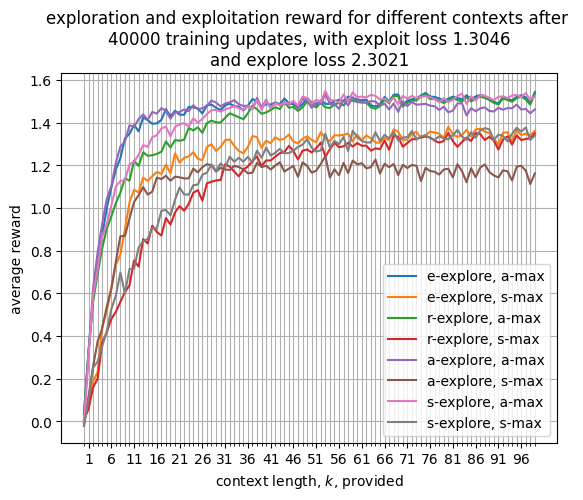 exploration and exploitation reward for different contexts after
40000 training updates, with exploit loss 1.3046
and explore loss 2.3021
1.6
1.4
1.2
1.0
0.8
0.6
0.4
0.2
0.0
average reward
e-explore, a-max
e-explore, s-max
r-explore, a-max
r-explore, s-max
a-explore, a-max
a-explore, s-max
s-explore, a-max
s-explore, s-max
1 6 11 16 21 26 31 36 41 46 51 56 61 66 71 76 81 86 91 96
context length, k, provided